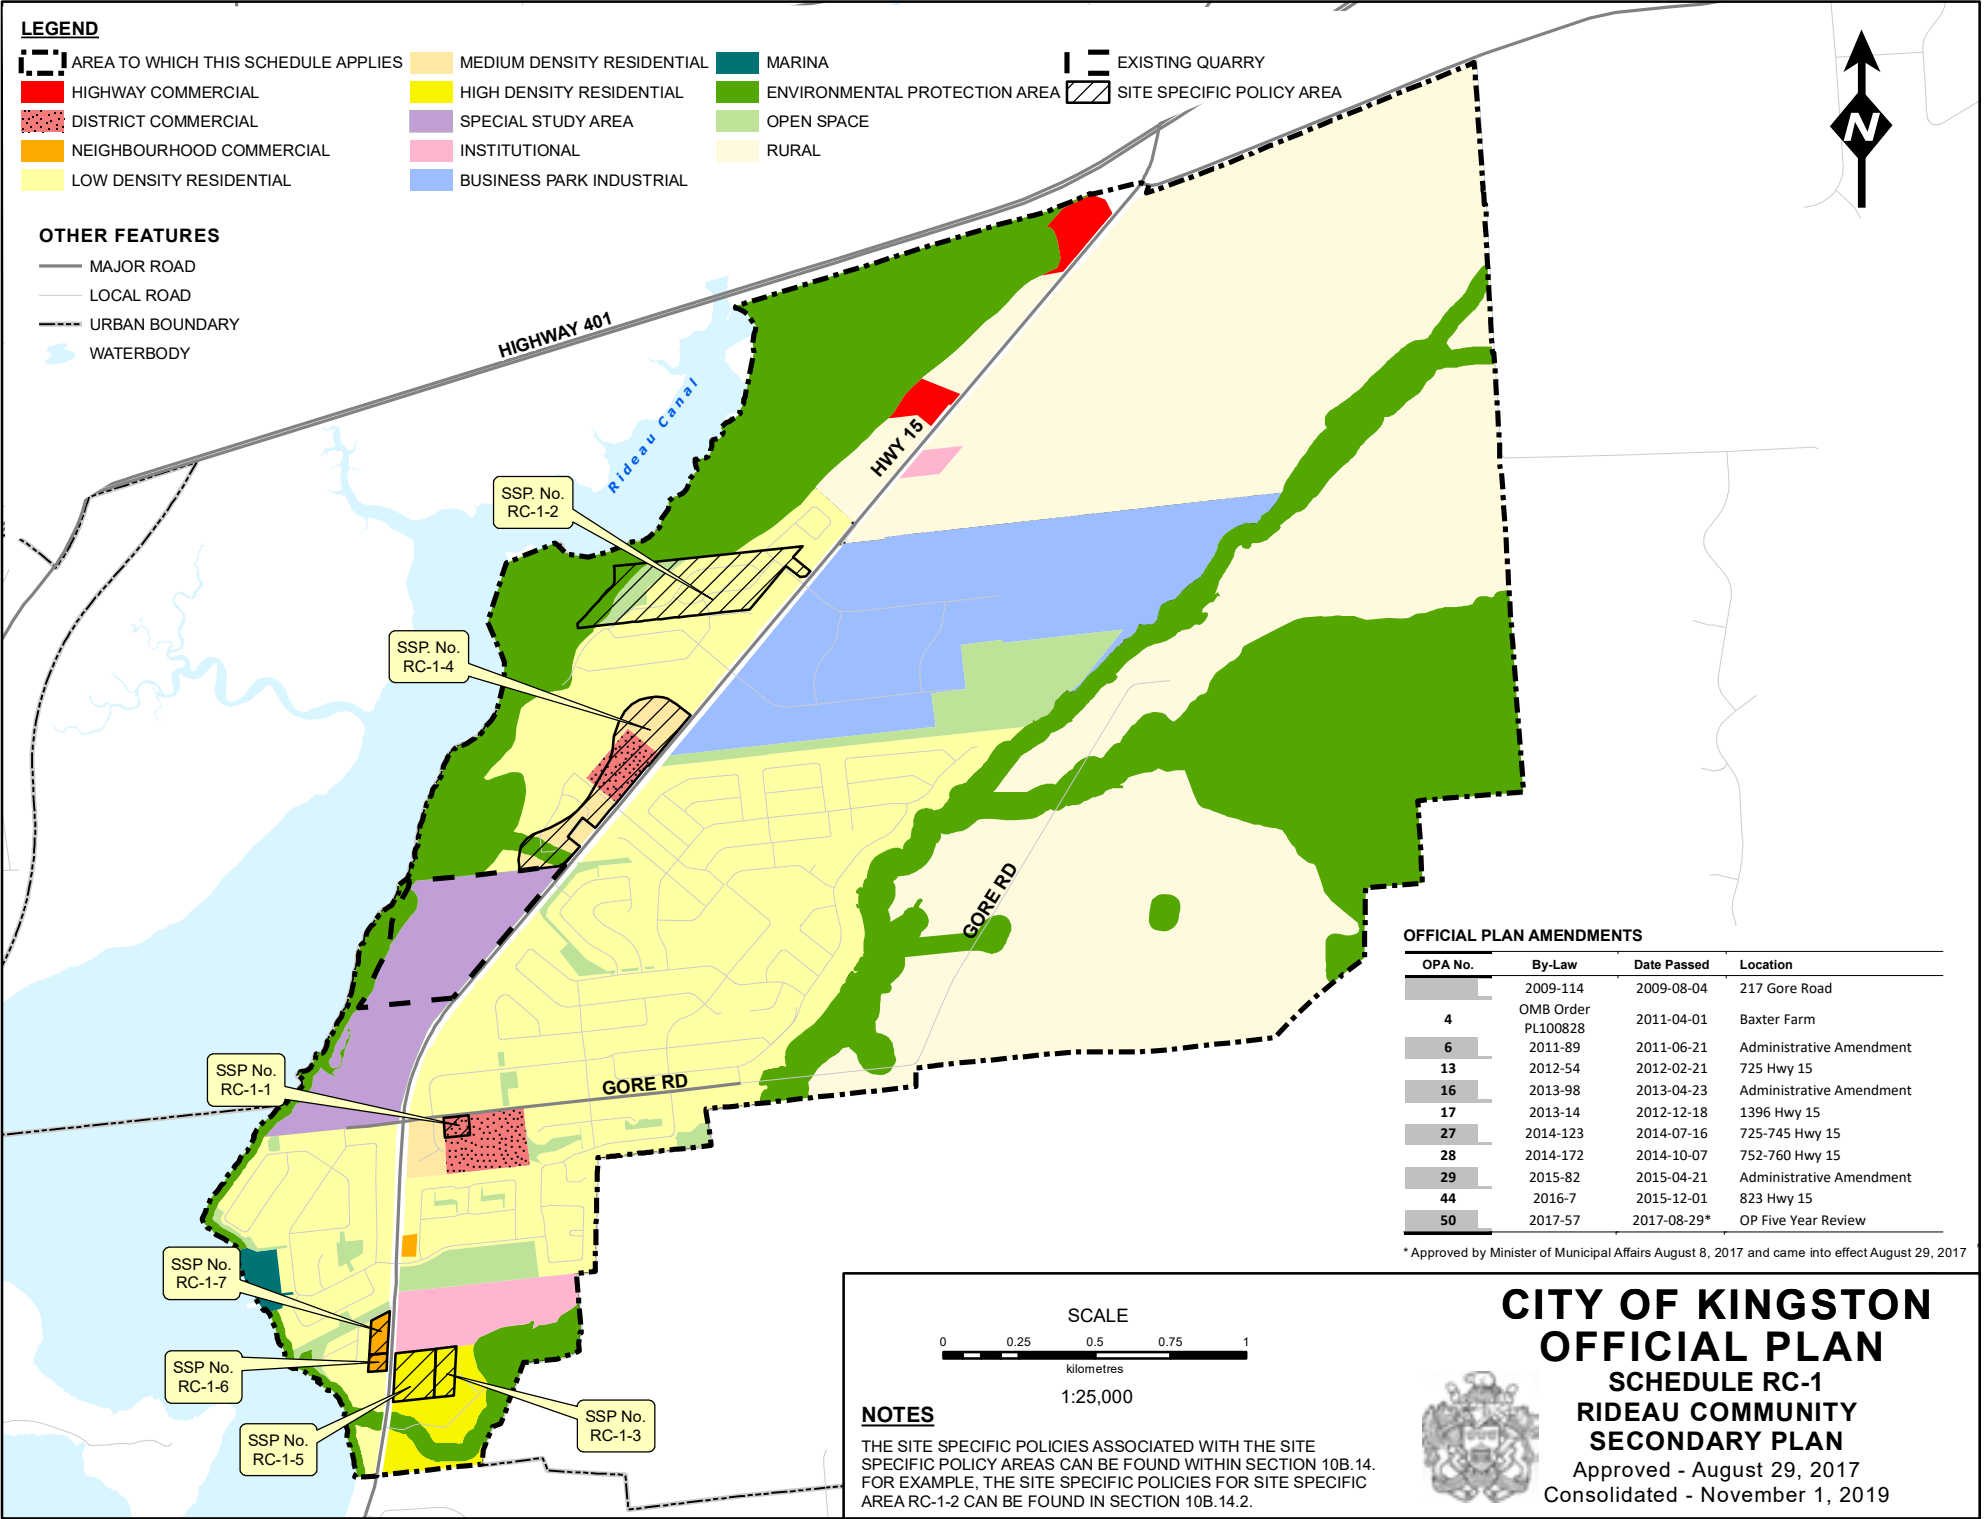 LEGEND
AREA TO WHICH THIS SCHEDULE APPLIES
HIGHWAY COMMERCIAL
DISTRICT COMMERCIAL
NEIGHBOURHOOD COMMERCIAL
LOW DENSITY RESIDENTIAL
MEDIUM DENSITY RESIDENTIAL
HIGH DENSITY RESIDENTIAL
SPECIAL STUDY AREA
INSTITUTIONAL
BUSINESS PARK INDUSTRIAL
MARINA
ENVIRONMENTAL PROTECTION AREA
OPEN SPACE
RURAL
EXISTING QUARRY
SITE SPECIFIC POLICY AREA
N
OTHER FEATURES
MAJOR ROAD
LOCAL ROAD
URBAN BOUNDARY
WATERBODY
HIGHWAY 401
Rideau Canal
HWY 15
SSP. No.
RC-1-2
SSP. No.
RC-1-4
GORE RD
SSP No.
RC-1-1
GORE RD
SSP No.
RC-1-7
SSP No.
RC-1-6
SSP No.
RC-1-5
SSP No.
RC-1-3
OFFICIAL PLAN AMENDMENTS
OPA No. By-Law Date Passed Location
2009-114 2009-08-04 217 Gore Road
4 OMB Order PL100828 2011-04-01 Baxter Farm
6 2011-89 2011-06-21 Administrative Amendment
13 2012-54 2012-02-21 725 Hwy 15
16 2013-98 2013-04-23 Administrative Amendment
17 2013-14 2012-12-18 1396 Hwy 15
27 2014-123 2014-07-16 725-745 Hwy 15
28 2014-172 2014-10-07 752-760 Hwy 15
29 2015-82 2015-04-21 Administrative Amendment
44 2016-7 2015-12-01 823 Hwy 15
50 2017-57 2017-08-29* OP Five Year Review
* Approved by Minister of Municipal Affairs August 8, 2017 and came into effect August 29, 2017
SCALE
0 0.25 0.5 0.75 1
kilometres
1:25,000
NOTES
THE SITE SPECIFIC POLICIES ASSOCIATED WITH THE SITE
SPECIFIC POLICY AREAS CAN BE FOUND WITHIN SECTION 10B.14.
FOR EXAMPLE, THE SITE SPECIFIC POLICIES FOR SITE SPECIFIC
AREA RC-1-2 CAN BE FOUND IN SECTION 10B.14.2.
CITY OF KINGSTON
OFFICIAL PLAN
SCHEDULE RC-1
RIDEAU COMMUNITY
SECONDARY PLAN
Approved - August 29, 2017
Consolidated - November 1, 2019